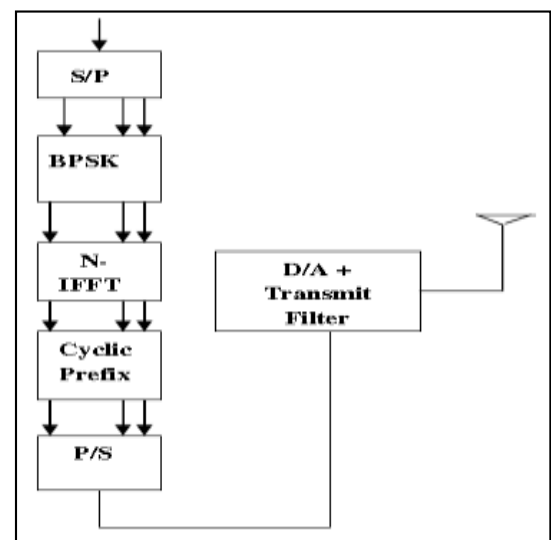 S/P
BPSK
N-
IFFT
Cyclic
Prefix
P/S
D/A +
Transmit
Filter